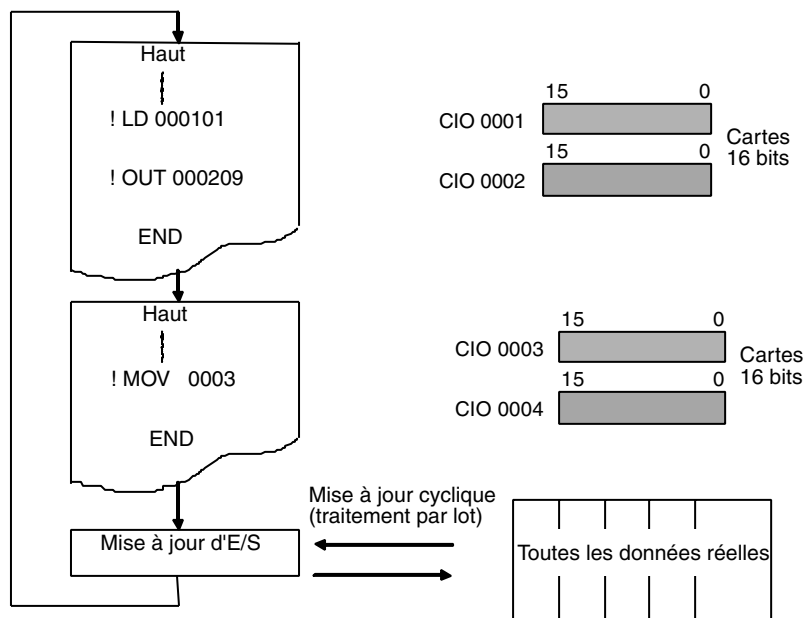 Haut
! LD 000101
! OUT 000209
END
15 0
CIO 0001
15 0
CIO 0002
Cartes
16 bits
Haut
! MOV 0003
END
15 0
CIO 0003
15 0
CIO 0004
Cartes
16 bits
Mise à jour cyclique
(traitement par lot)
Mise à jour d'E/S
Toutes les données réelles